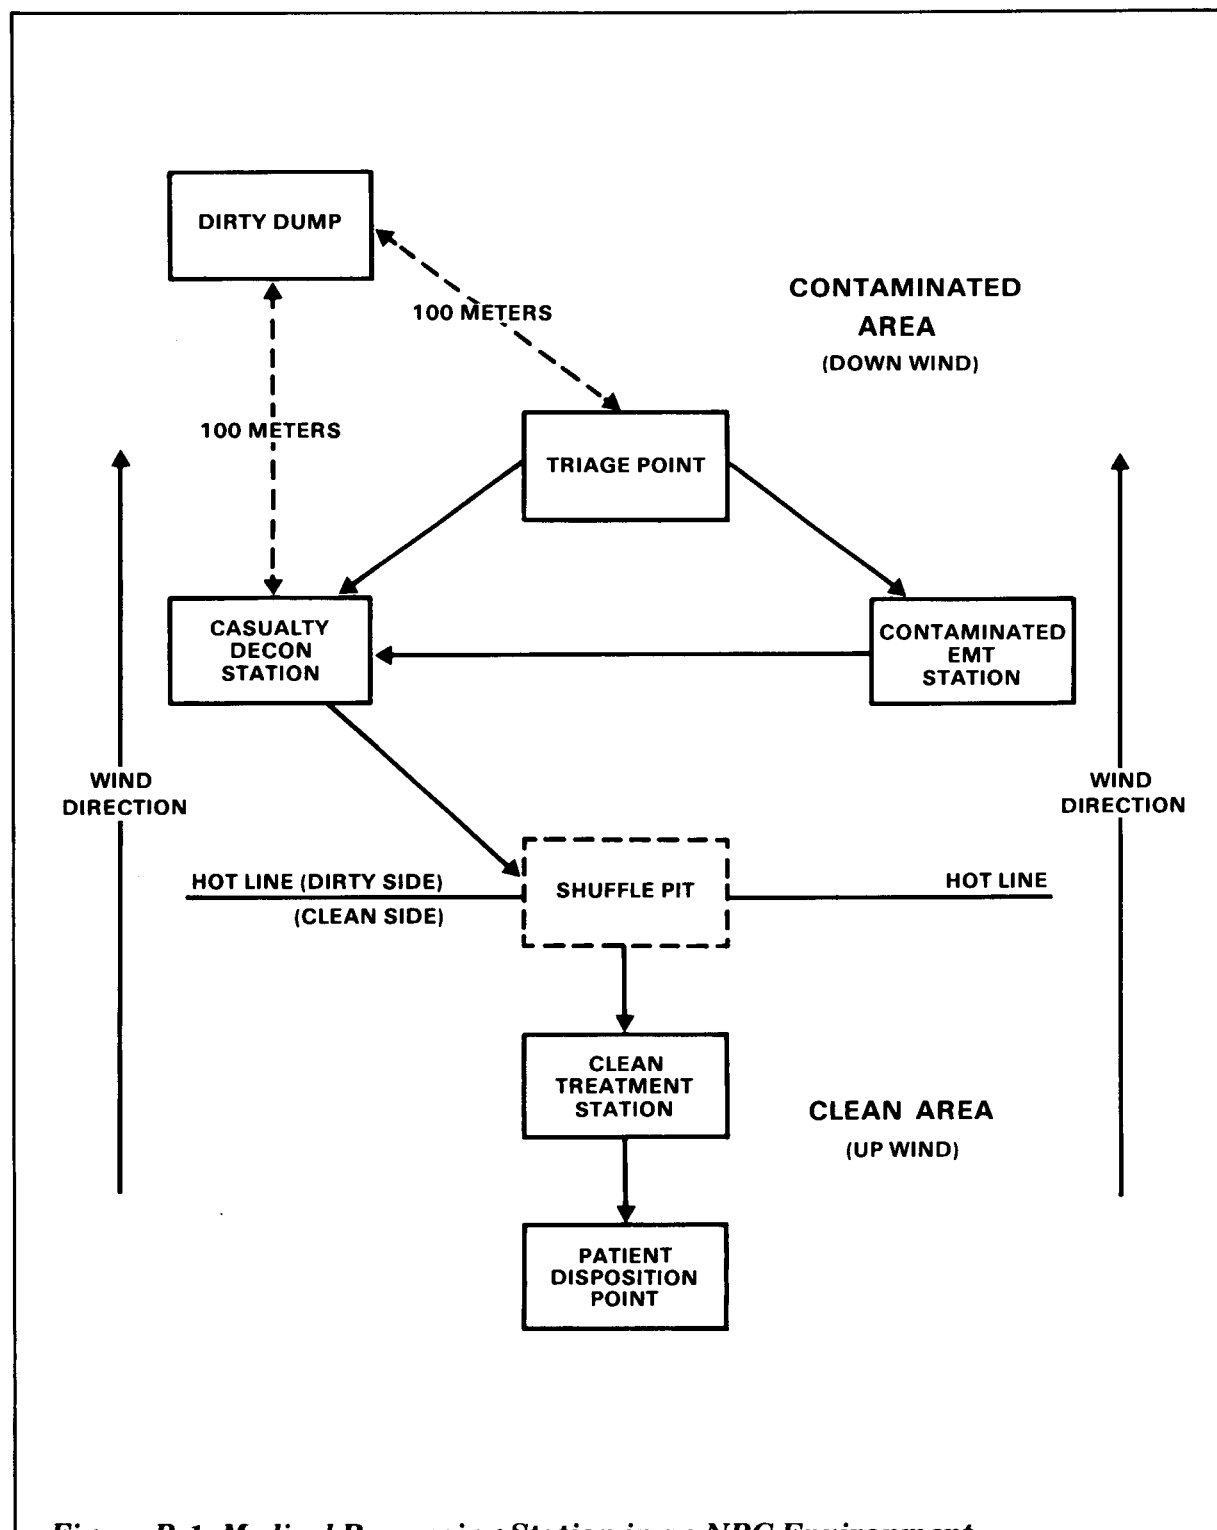 DIRTY DUMP
100 METERS
CONTAMINATED
AREA
(DOWN WIND)
100 METERS
TRIAGE POINT
CASUALTY
DECON
STATION
CONTAMINATED
EMT
STATION
WIND
DIRECTION
WIND
DIRECTION
HOT LINE (DIRTY SIDE)
(CLEAN SIDE)
SHUFFLE PIT
HOT LINE
CLEAN
TREATMENT
STATION
CLEAN AREA
(UP WIND)
PATIENT
DISPOSITION
POINT
Station in an NBC Environment